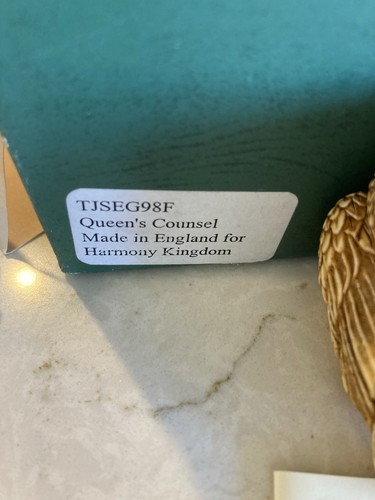 TJSEG98F
Queen's Counsel
Made in England for
Harmony Kingdom